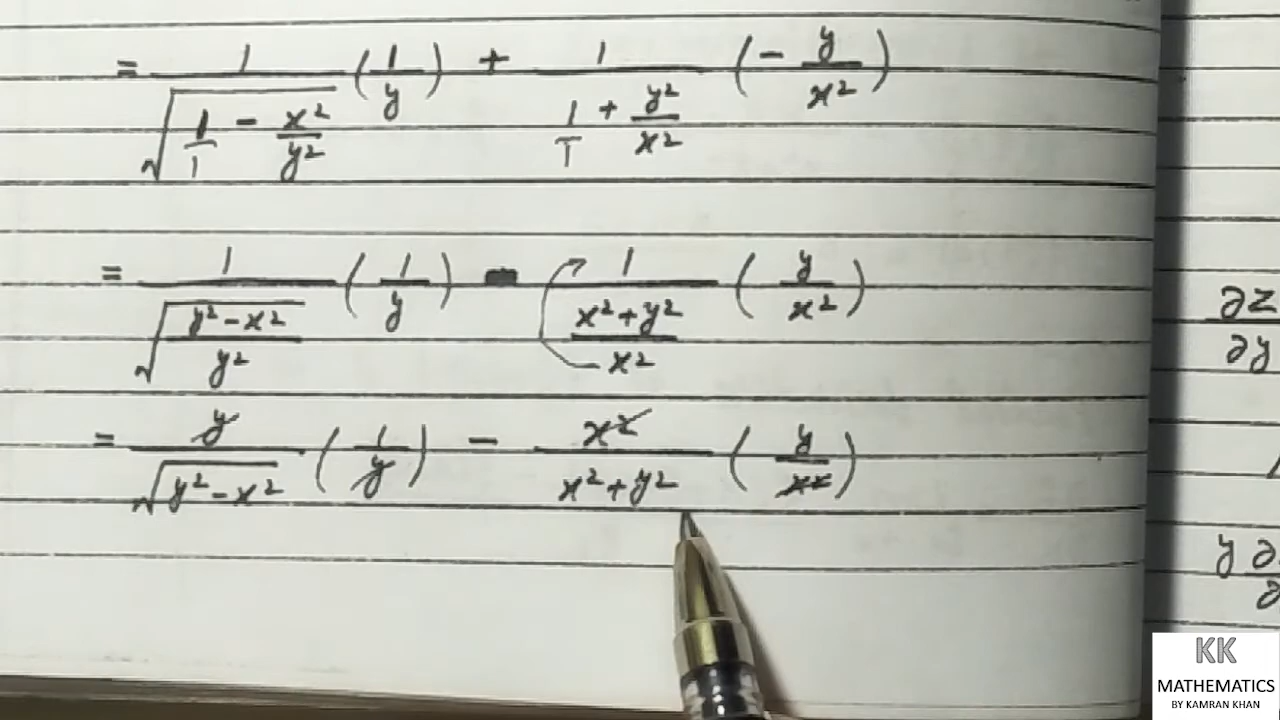 = 1/√(1/1 − x²/y²) (1/y) + 1/(1/1 + y²/x²) (− y/x²)
= 1/√((y² − x²)/y²) (1/y) − 1/((x² + y²)/x²) (y/x²)
= y/√(y² − x²) (1/y) − x²/(x² + y²) (y/x²)
∂z/∂y
y ∂
KK
MATHEMATICS
BY KAMRAN KHAN